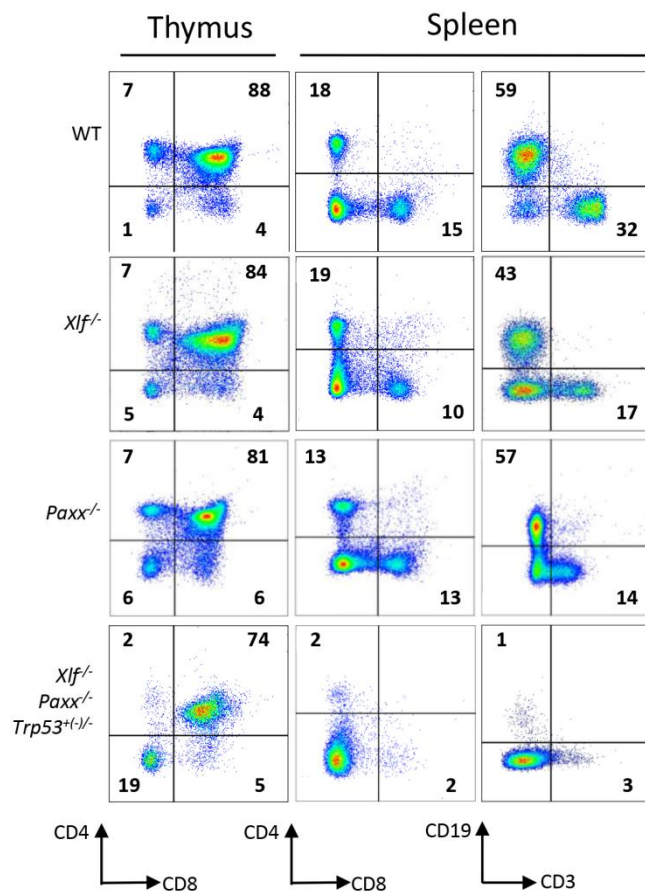 Thymus Spleen
7 88 18 59
WT
1 4 15 32
7 84 19 43
Xlf-/-
5 4 10 17
7 81 13 57
Paxx-/-
6 6 13 14
2 74 2 1
Xlf-/-
Paxx-/-
Trp53+(-)/-
19 5 2 3
CD4 CD4 CD19
CD8 CD8 CD3